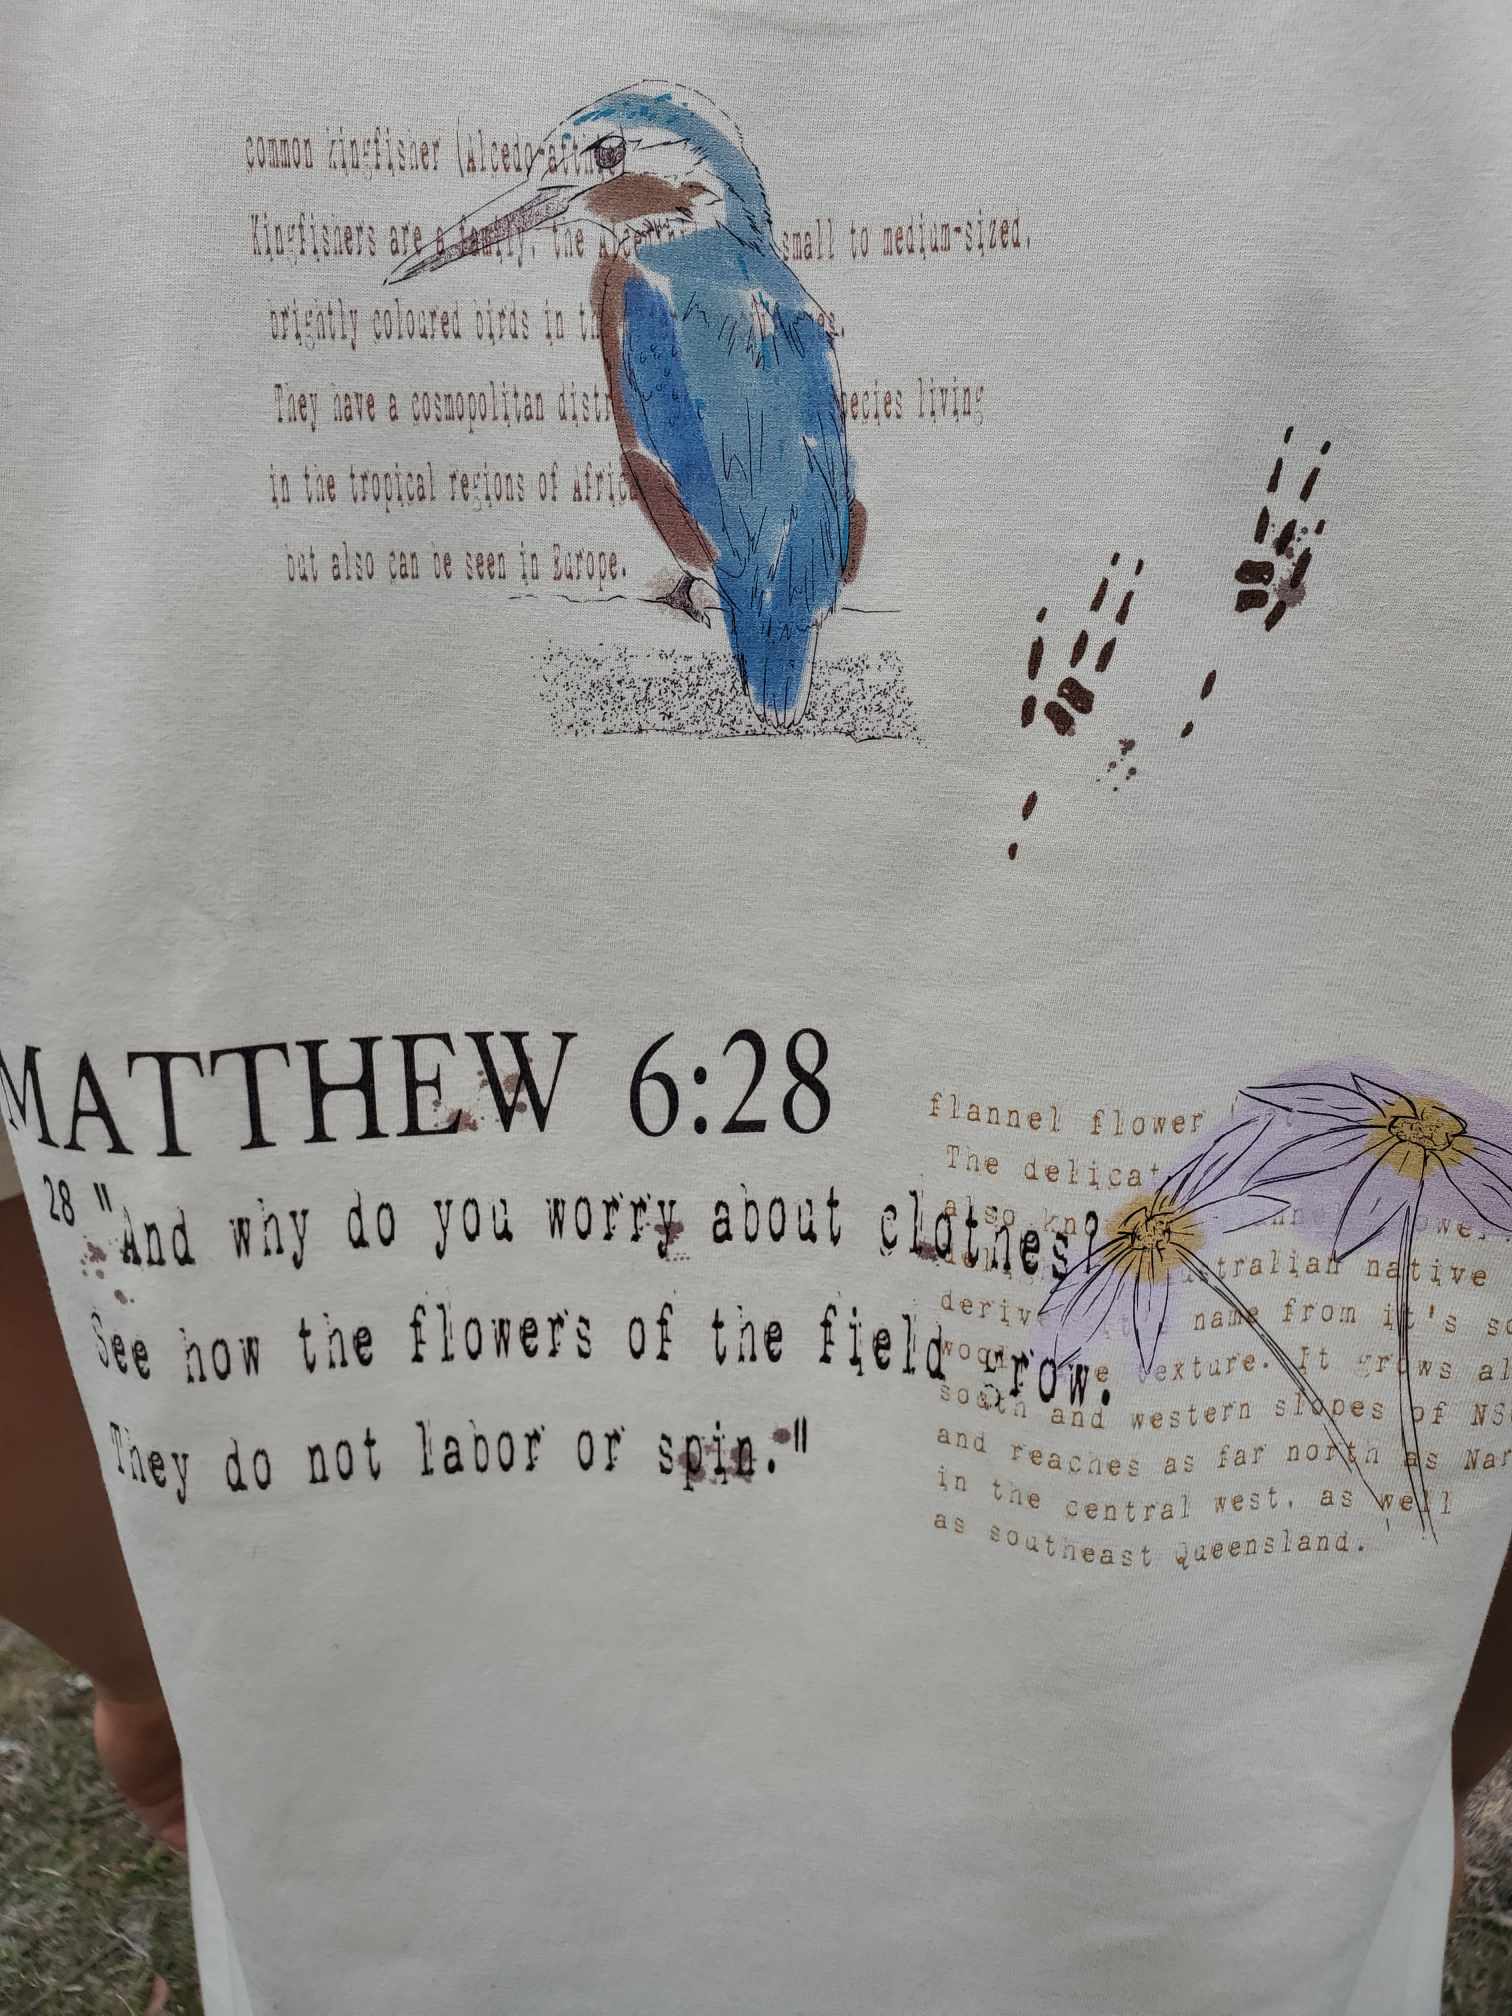 common kingfisher (Alcedo
Kingfishers are a family, the small to medium-sized,
brightly coloured birds in
They have a cosmopolitan living
in the tropical regions of
but also can be seen in Europe.
MATTHEW 6:28
28 "And why do you worry about clothes?
See how the flowers of the field grow.
They do not labor or spin."
flannel flower
The
also
native
name from it's
texture. It grows
south and western slopes of
and reaches as far north as
in the central west, as well
as southeast Queensland.